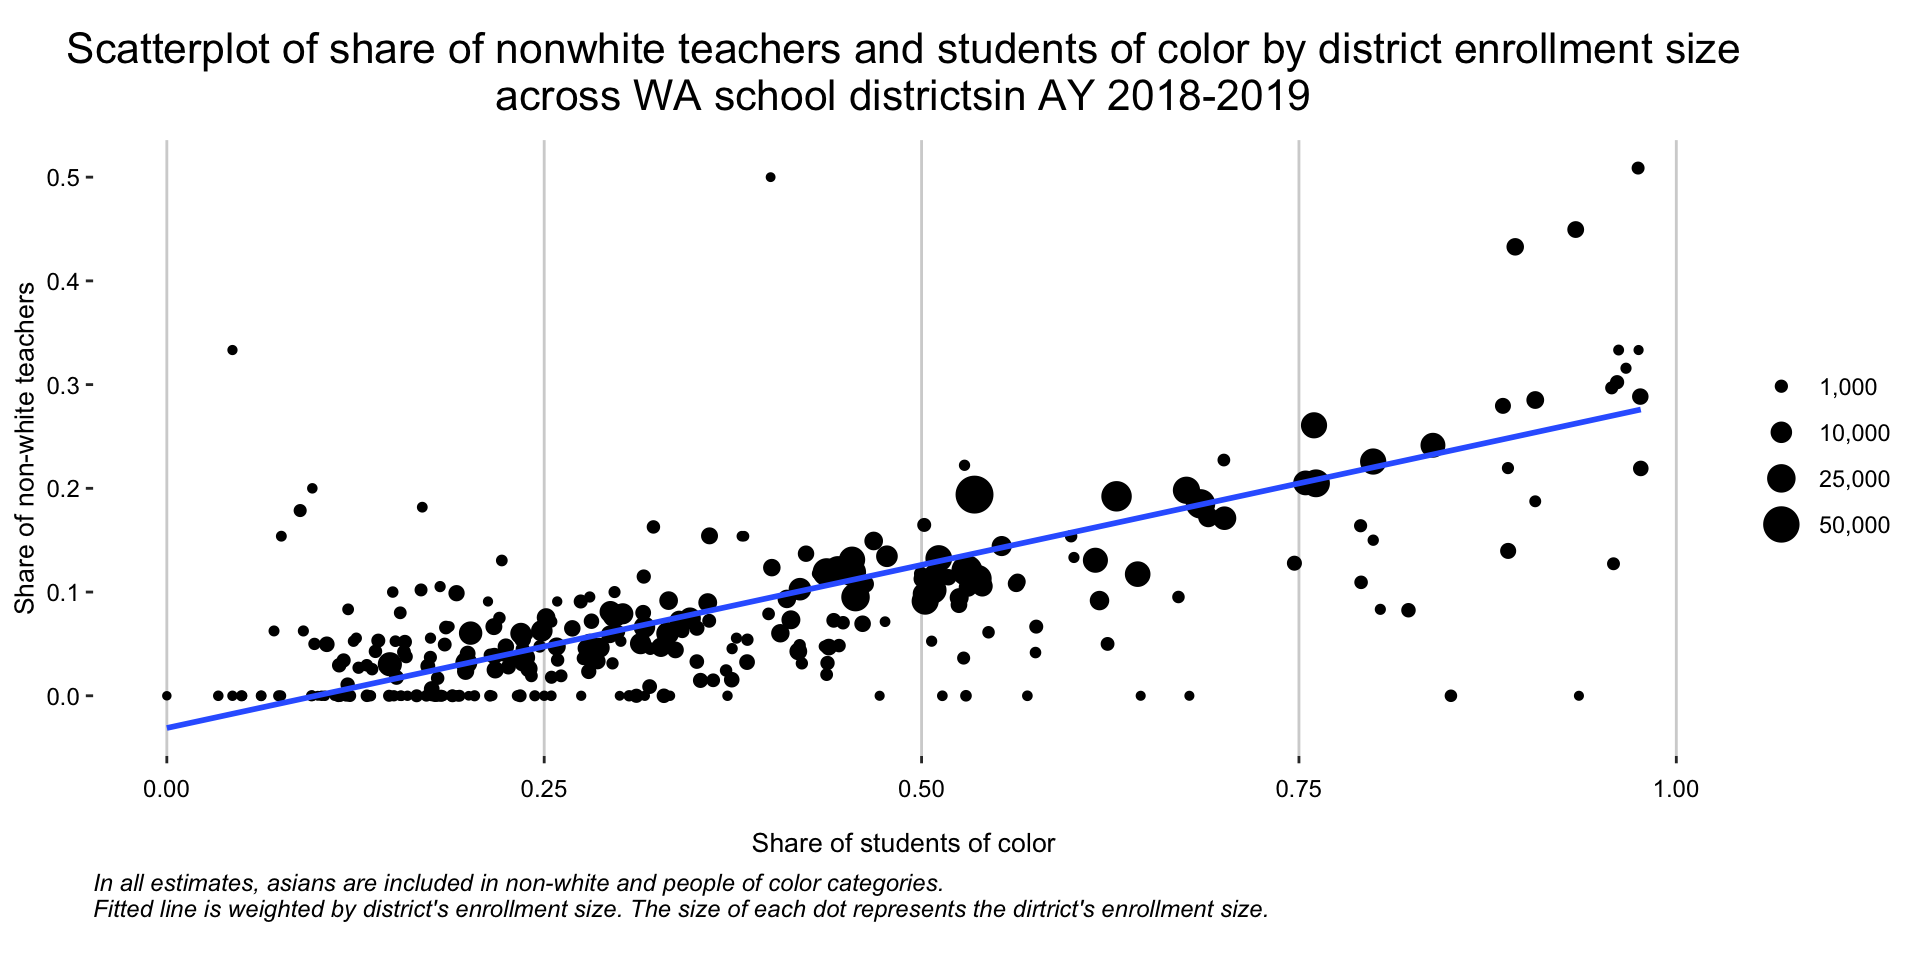 Scatterplot of share of nonwhite teachers and students of color by district enrollment size
across WA school districtsin AY 2018-2019
Share of non-white teachers
0.5
0.4
0.3
0.2
0.1
0.0
0.00
0.25
0.50
0.75
1.00
Share of students of color
1,000
10,000
25,000
50,000
In all estimates, asians are included in non-white and people of color categories.
Fitted line is weighted by district's enrollment size. The size of each dot represents the dirtrict's enrollment size.